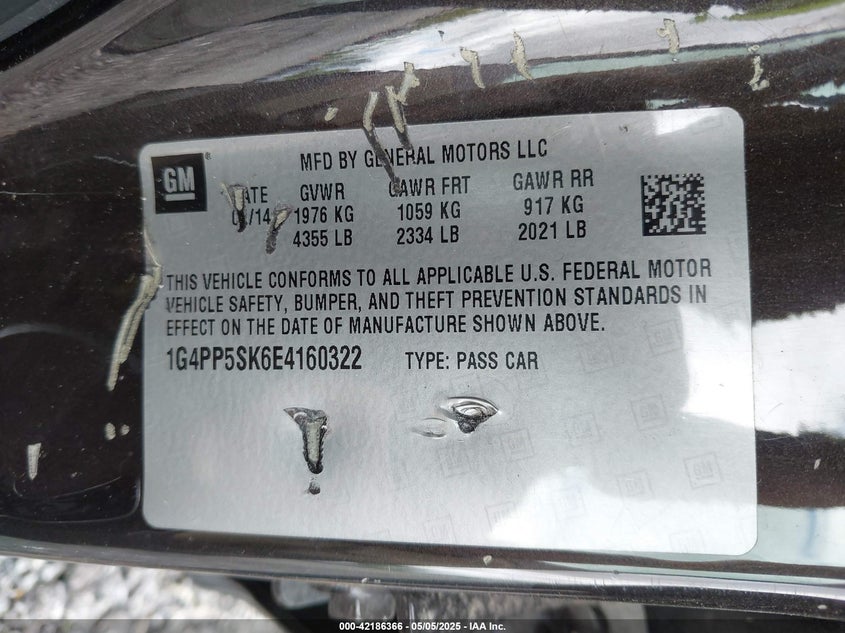 GM
®
MFD BY GENERAL MOTORS LLC
GVWR GAWR FRT GAWR RR
/14 1976 KG 1059 KG 917 KG
4355 LB 2334 LB 2021 LB
THIS VEHICLE CONFORMS TO ALL APPLICABLE U.S. FEDERAL MOTOR
VEHICLE SAFETY, BUMPER, AND THEFT PREVENTION STANDARDS IN
EFFECT ON THE DATE OF MANUFACTURE SHOWN ABOVE.
1G4PP5SK6E4160322 TYPE: PASS CAR
000-42186366 - 05/05/2025 - IAA Inc.